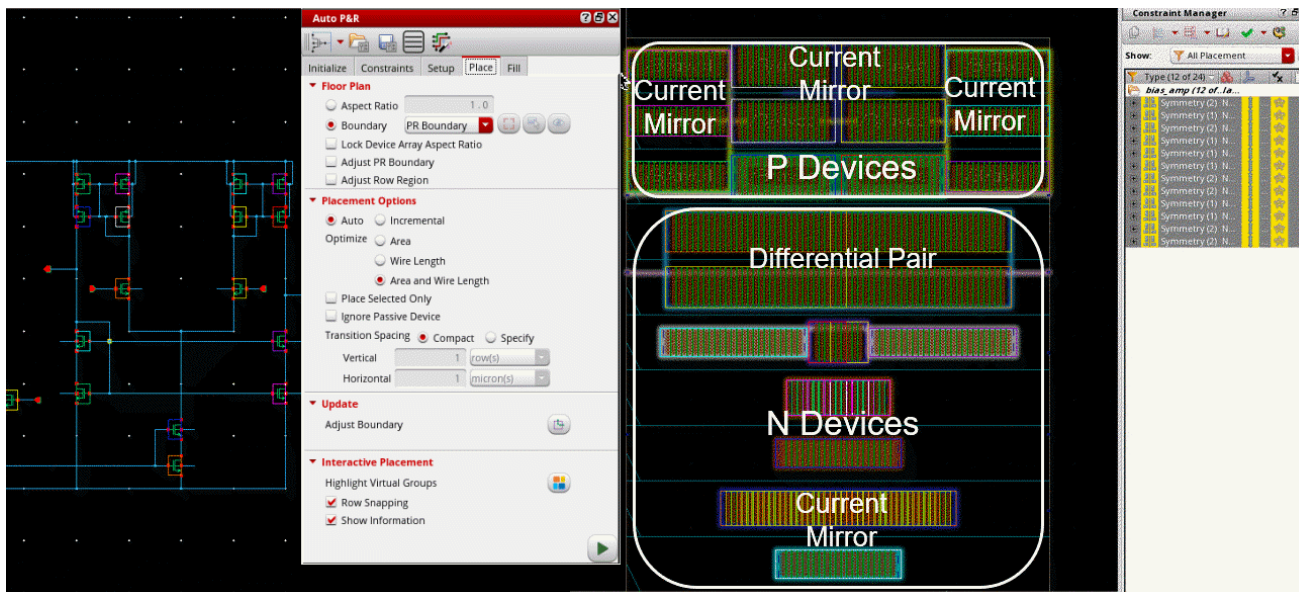 Auto P&R
Initialize Constraints Setup Place Fill
Floor Plan
Aspect Ratio 1.0
Boundary PR Boundary
Lock Device Array Aspect Ratio
Adjust PR Boundary
Adjust Row Region
Placement Options
Auto Incremental
Optimize Area
Wire Length
Area and Wire Length
Place Selected Only
Ignore Passive Device
Transition Spacing Compact Specify
Vertical 1 row(s)
Horizontal 1 micron(s)
Update
Adjust Boundary
Interactive Placement
Highlight Virtual Groups
Row Snapping
Show Information
Current
Mirror
Current
Mirror
Current
Mirror
P Devices
Differential Pair
N Devices
Current
Mirror
Constraint Manager
Show: All Placement
Type (12 of 24)
bias_amp (12 of..la...
Symmetry (2) N...
Symmetry (1) N...
Symmetry (2) N...
Symmetry (1) N...
Symmetry (2) N...
Symmetry (1) N...
Symmetry (2) N...
Symmetry (2) N...
Symmetry (1) N...
Symmetry (1) N...
Symmetry (2) N...
Symmetry (2) N...